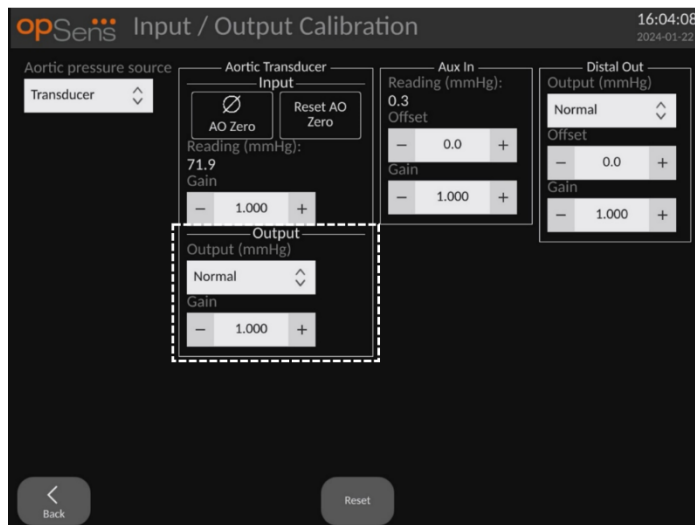 opSens Input / Output Calibration
16:04:08
2024-01-22
Aortic pressure source
Transducer
Aortic Transducer
Input
AO Zero
Reset AO
Zero
Reading (mmHg):
71.9
Gain
− 1.000 +
Output
Output (mmHg)
Normal
Gain
− 1.000 +
Aux In
Reading (mmHg):
0.3
Offset
− 0.0 +
Gain
− 1.000 +
Distal Out
Output (mmHg)
Normal
Offset
− 0.0 +
Gain
− 1.000 +
Back
Reset